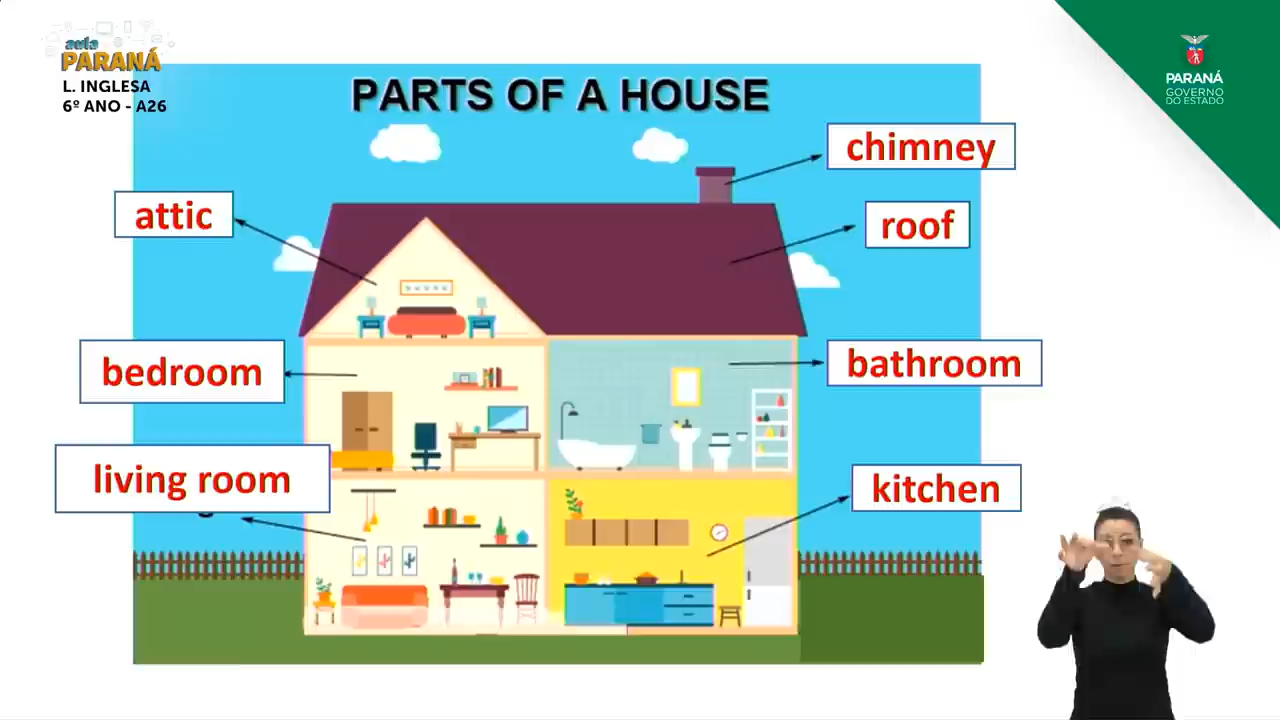 aula
PARANÁ
L. INGLESA
6º ANO - A26
PARANÁ
GOVERNO
DO ESTADO
PARTS OF A HOUSE
chimney
attic
roof
bedroom
bathroom
living room
kitchen